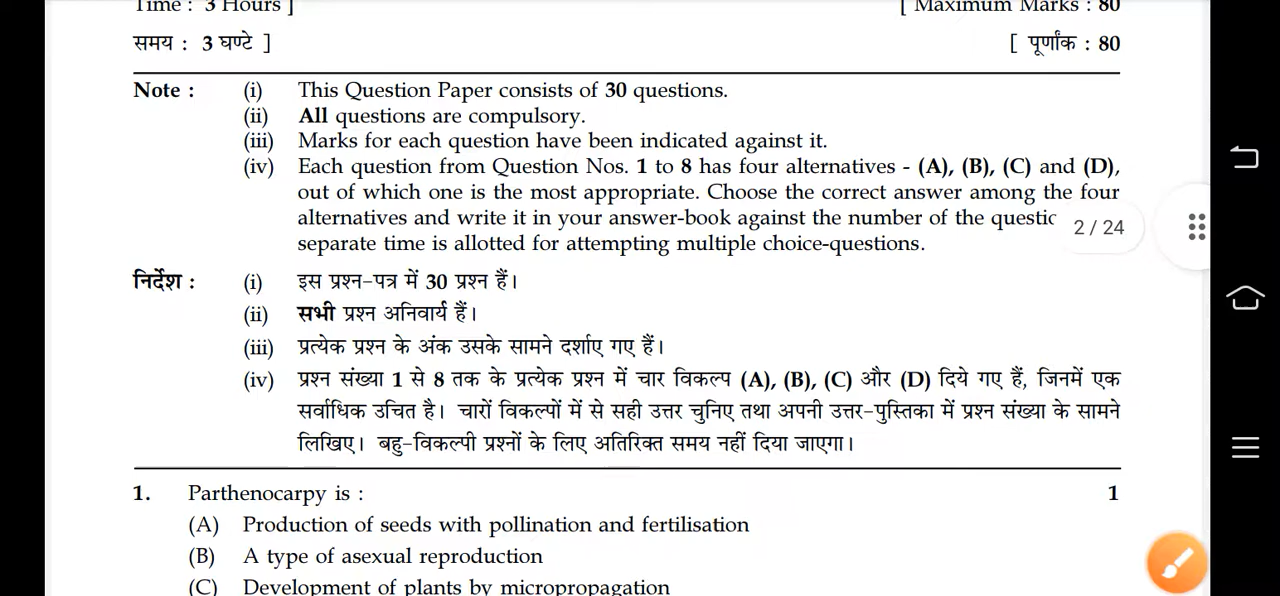 Time : 3 Hours ]
[ Maximum Marks : 80
समय : 3 घण्टे ]
[ पूर्णांक : 80
Note : (i) This Question Paper consists of 30 questions.
(ii) All questions are compulsory.
(iii) Marks for each question have been indicated against it.
(iv) Each question from Question Nos. 1 to 8 has four alternatives - (A), (B), (C) and (D),
out of which one is the most appropriate. Choose the correct answer among the four
alternatives and write it in your answer-book against the number of the questic
separate time is allotted for attempting multiple choice-questions.
2 / 24
निर्देश : (i) इस प्रश्न-पत्र में 30 प्रश्न हैं।
(ii) सभी प्रश्न अनिवार्य हैं।
(iii) प्रत्येक प्रश्न के अंक उसके सामने दर्शाए गए हैं।
(iv) प्रश्न संख्या 1 से 8 तक के प्रत्येक प्रश्न में चार विकल्प (A), (B), (C) और (D) दिये गए हैं, जिनमें एक
सर्वाधिक उचित है। चारों विकल्पों में से सही उत्तर चुनिए तथा अपनी उत्तर-पुस्तिका में प्रश्न संख्या के सामने
लिखिए। बहु-विकल्पी प्रश्नों के लिए अतिरिक्त समय नहीं दिया जाएगा।
1. Parthenocarpy is : 1
(A) Production of seeds with pollination and fertilisation
(B) A type of asexual reproduction
(C) Development of plants by micropropagation